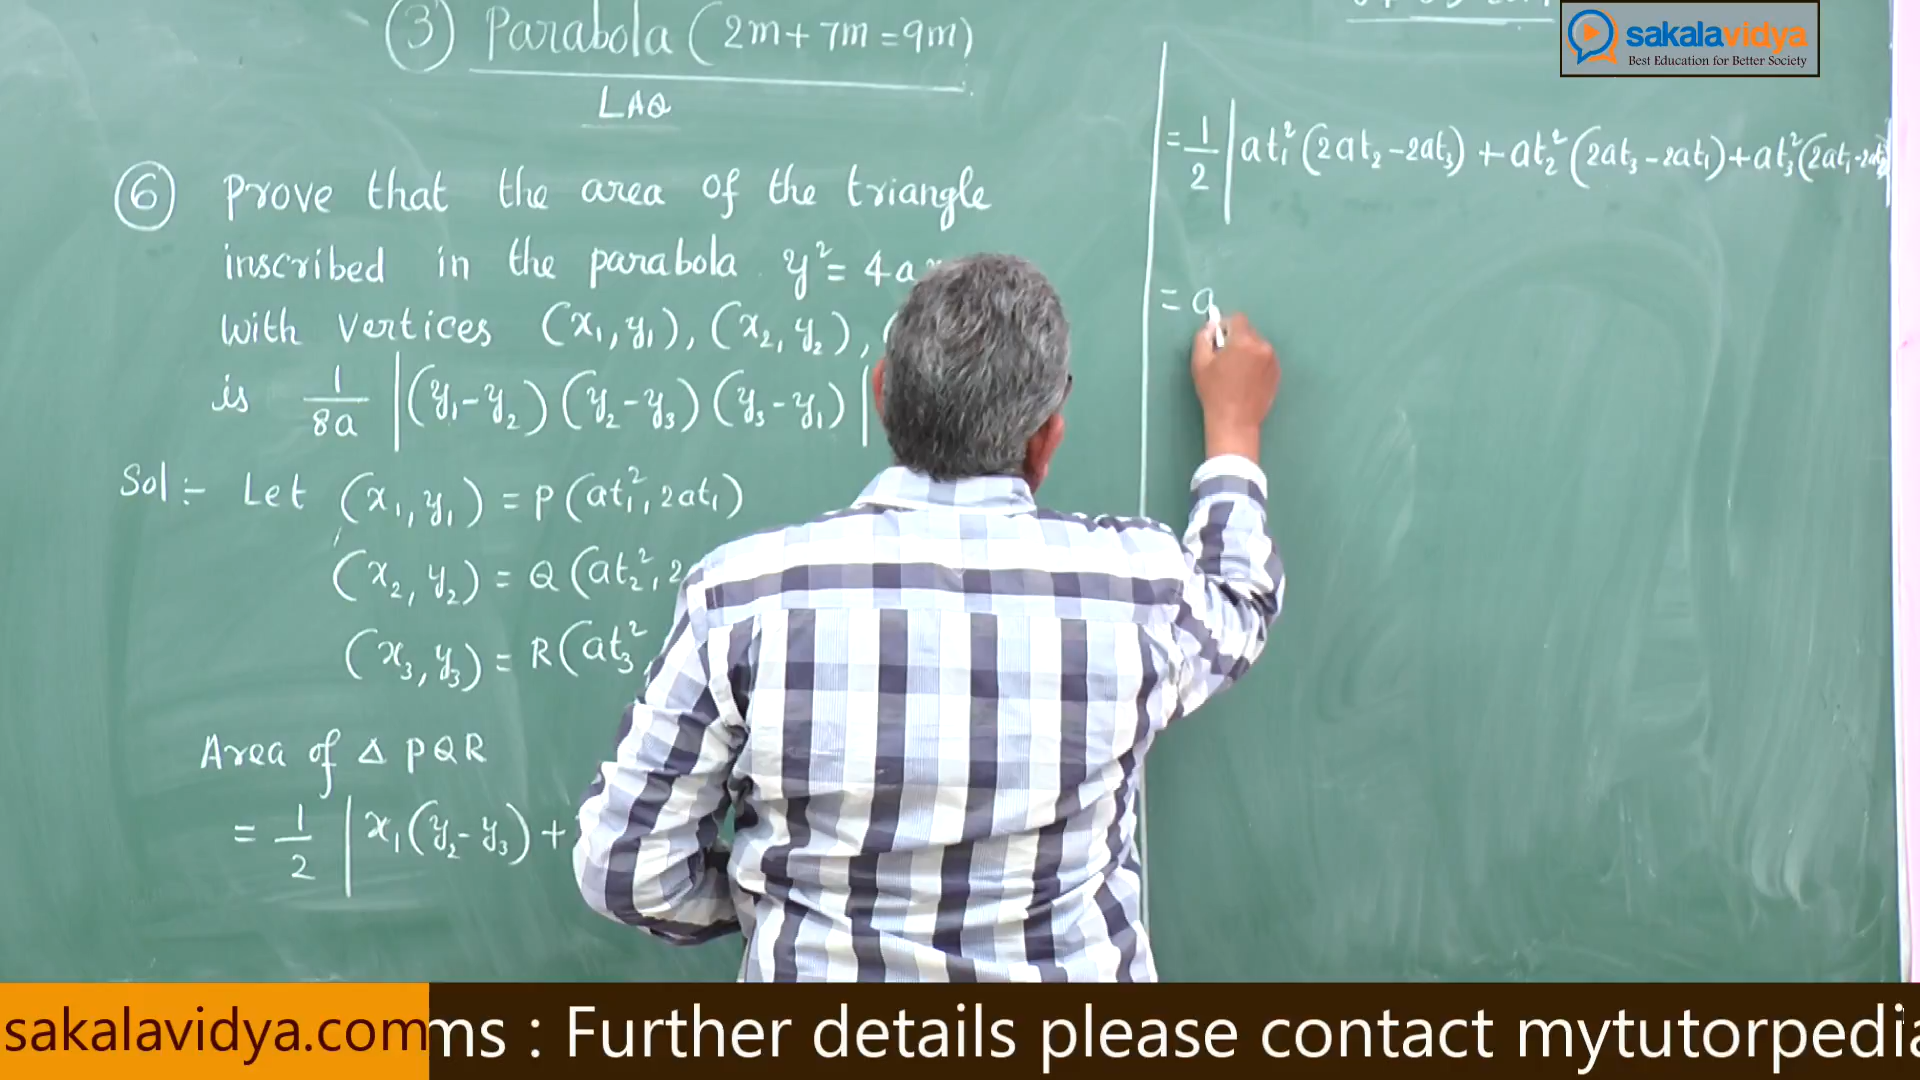 ③ Parabola (2m + 7m = 9m)
LAQ
⑥ Prove that the area of the triangle
inscribed in the parabola y² = 4a
with vertices (x₁, y₁), (x₂, y₂), (
is 1/8a |(y₁-y₂)(y₂-y₃)(y₃-y₁)|
Sol:- Let (x₁, y₁) = P(at₁², 2at₁)
(x₂, y₂) = Q(at₂², 2
(x₃, y₃) = R(at₃²,
Area of Δ PQR
= 1/2 | x₁(y₂-y₃) +
= 1/2 | at₁²(2at₂-2at₃) + at₂²(2at₃-2at₁) + at₃²(2at₁-2at₂)|
= a
sakalavidya
Best Education for Better Society
sakalavidya.com
ms : Further details please contact mytutorpedia